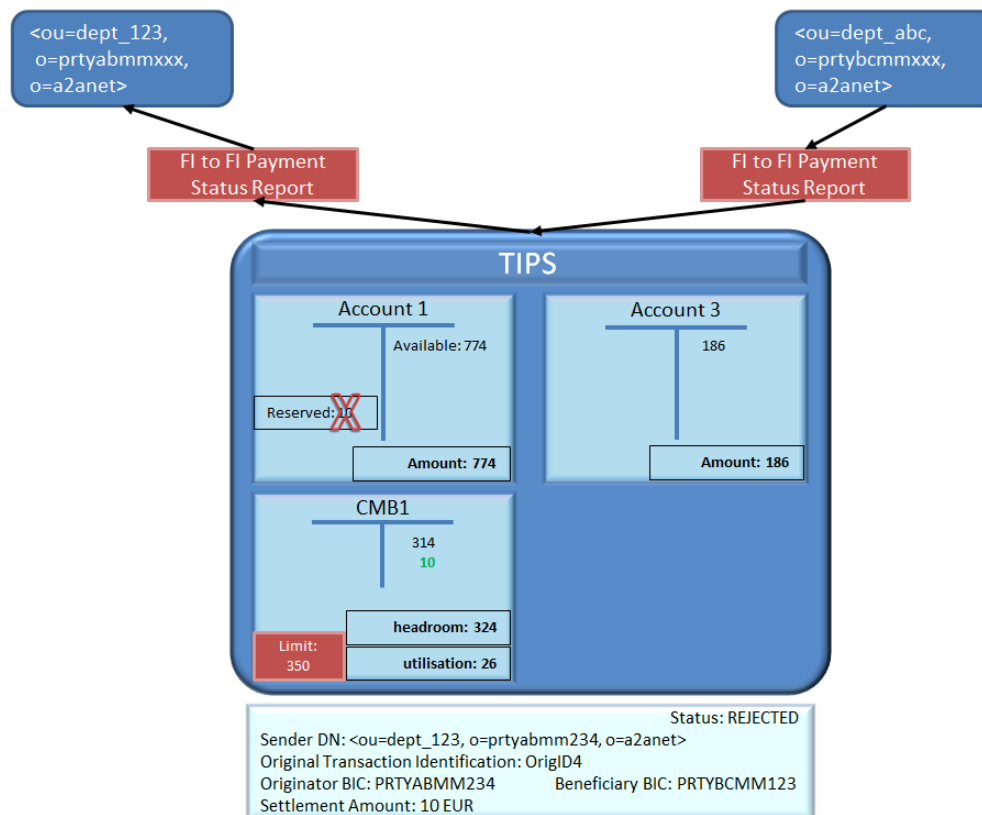 <ou=dept_123,
o=prtyabmmxxx,
o=a2anet>
<ou=dept_abc,
o=prtybcmmxxx,
o=a2anet>
FI to FI Payment
Status Report
FI to FI Payment
Status Report
TIPS
Account 1
Available: 774
Reserved: 10
Amount: 774
Account 3
186
Amount: 186
CMB1
314
10
headroom: 324
Limit:
350
utilisation: 26
Status: REJECTED
Sender DN: <ou=dept_123, o=prtyabmm234, o=a2anet>
Original Transaction Identification: OrigID4
Originator BIC: PRTYABMM234 Beneficiary BIC: PRTYBCMM123
Settlement Amount: 10 EUR